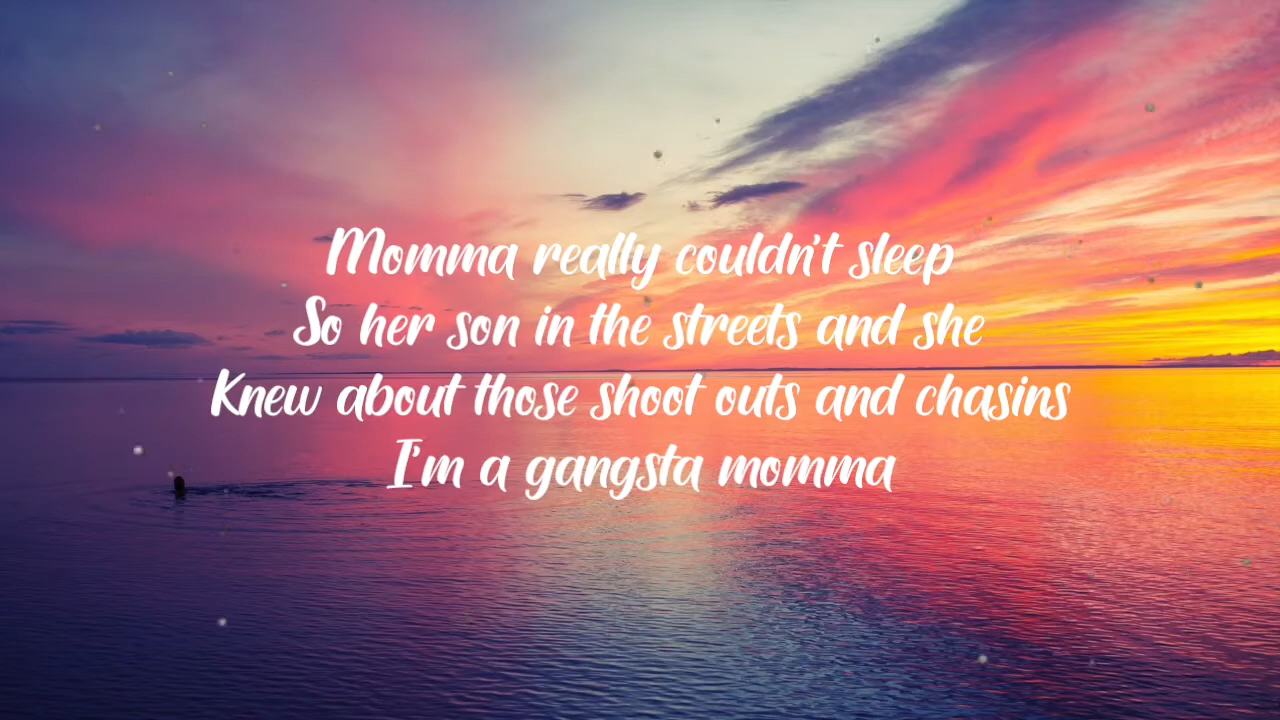 Momma really couldn't sleep
So her son in the streets and she
Knew about those shoot outs and chasins
I'm a gangsta momma